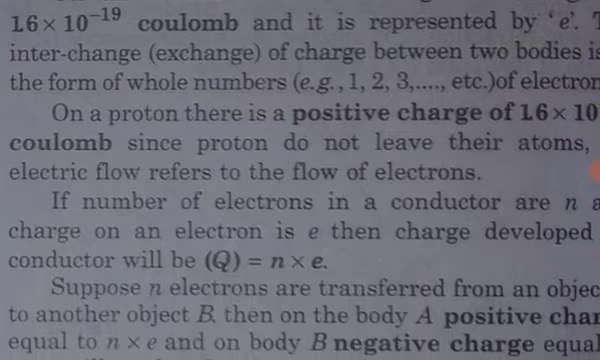 1.6 × 10⁻¹⁹ coulomb and it is represented by ‘e’.
inter-change (exchange) of charge between two bodies is
the form of whole numbers (e.g., 1, 2, 3,...., etc.)of electron
On a proton there is a positive charge of 1.6 × 10
coulomb since proton do not leave their atoms,
electric flow refers to the flow of electrons.
If number of electrons in a conductor are n a
charge on an electron is e then charge developed
conductor will be (Q) = n × e.
Suppose n electrons are transferred from an objec
to another object B, then on the body A positive char
equal to n × e and on body B negative charge equal